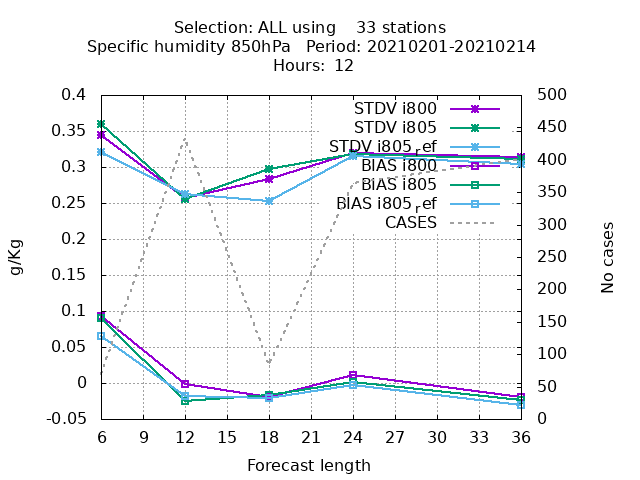 Selection: ALL using 33 stations
Specific humidity 850hPa Period: 20210201-20210214
Hours: 12
0.4
0.35
0.3
0.25
0.2
0.15
0.1
0.05
0
-0.05
500
450
400
350
300
250
200
150
100
50
0
STDV i800
STDV i805
STDV i805ref
BIAS i800
BIAS i805
BIAS i805ref
CASES
g/Kg
No cases
6 9 12 15 18 21 24 27 30 33 36
Forecast length